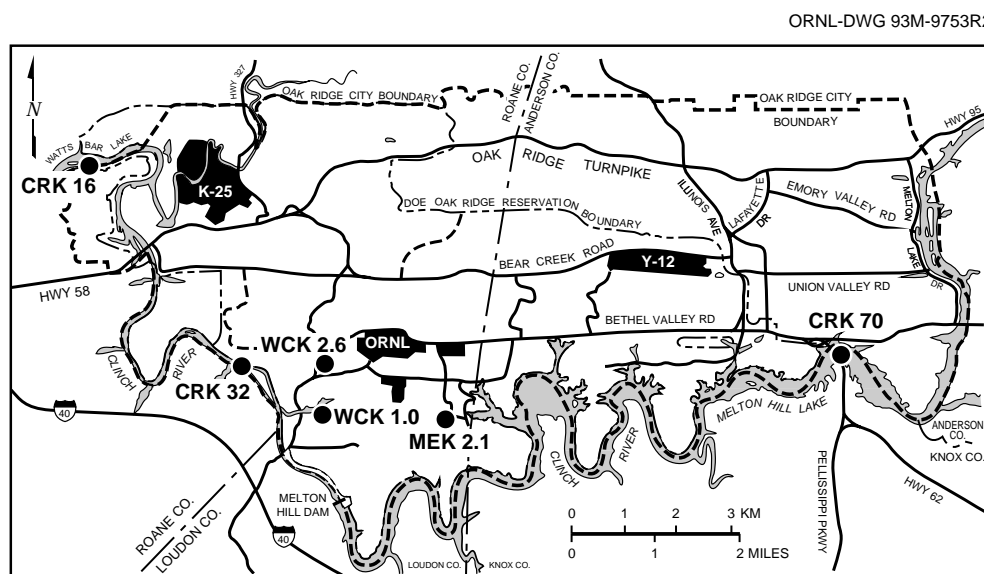 ORNL-DWG 93M-9753R2
N
HWY 327
OAK RIDGE CITY BOUNDARY
ROANE CO.
ANDERSON CO.
OAK RIDGE CITY
BOUNDARY
HWY 95
WATTS BAR LAKE
CRK 16
K-25
OAK RIDGE TURNPIKE
ILLINOIS AVE
LAFAYETTE DR
EMORY VALLEY RD
MELTON LAKE DR
DOE OAK RIDGE RESERVATION BOUNDARY
BEAR CREEK ROAD
Y-12
HWY 58
UNION VALLEY RD
BETHEL VALLEY RD
CRK 70
WCK 2.6
ORNL
CLINCH RIVER
CRK 32
WCK 1.0
MEK 2.1
MELTON HILL LAKE
CLINCH RIVER
40
ANDERSON CO.
KNOX CO.
PELLISSIPPI PKWY
HWY 62
MELTON HILL DAM
ROANE CO.
LOUDON CO.
40
0 1 2 3 KM
0 1 2 MILES
LOUDON CO.
KNOX CO.